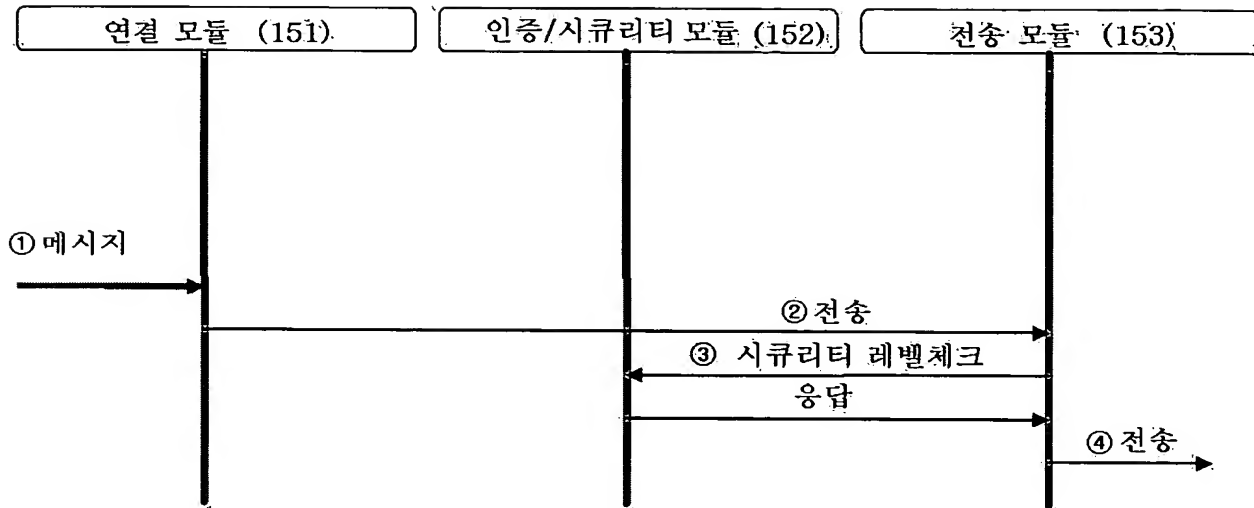 연결 모듈 (151)
인증/시큐리티 모듈 (152)
전송 모듈 (153)
①메시지
②전송
③ 시큐리티 레벨체크
응답
④전송